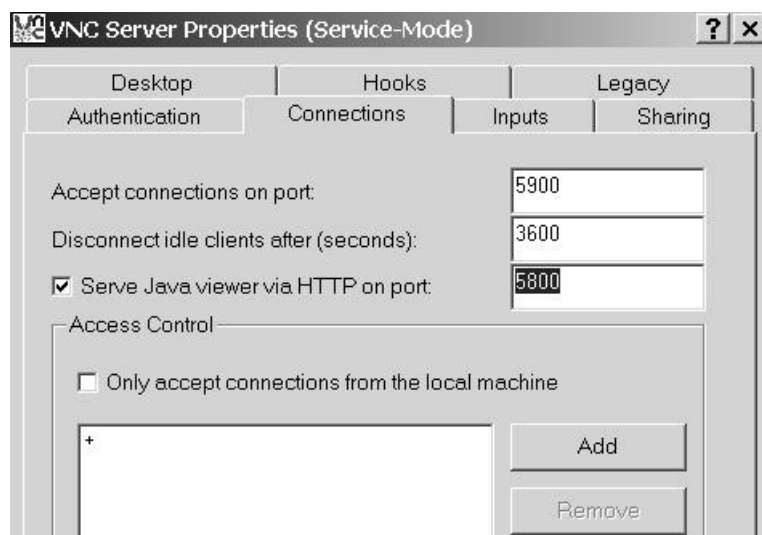 VNC Server Properties (Service-Mode)
Desktop Hooks Legacy
Authentication Connections Inputs Sharing
Accept connections on port: 5900
Disconnect idle clients after (seconds): 3600
Serve Java viewer via HTTP on port: 5800
Access Control
Only accept connections from the local machine
+ Add
Remove